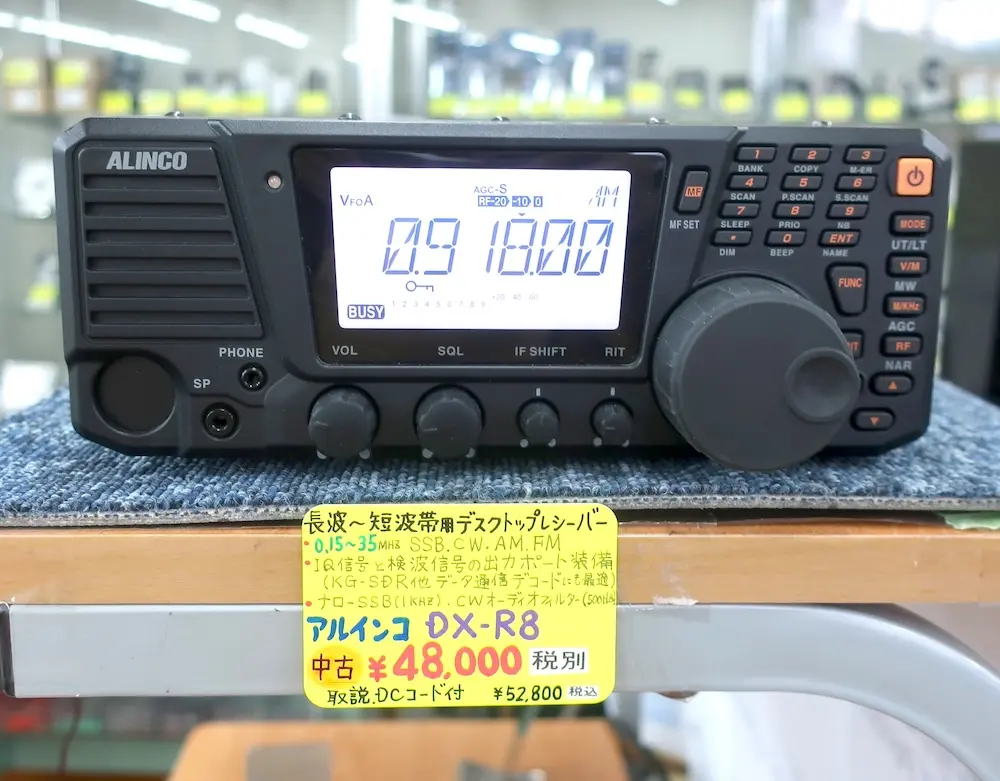 ALINCO
VFOA
AGC-S
RF-20 -10 0
AM
0.9 18.00
BUSY
1 2 3 4 5 6 7 8 9 +20 40 60
VOL SQL IF SHIFT RIT
PHONE
SP
MF
MF SET
1 2 3
BANK COPY M-ER
4 5 6
SCAN P.SCAN S.SCAN
7 8 9
SLEEP PRIO NB
• 0 ENT
DIM BEEP NAME
FUNC
MODE
UT/LT
V/M
MW
M/KHz
AGC
RF
NAR
長波~短波帯用デスクトップレシーバー
・0.15~35MHz SSB.CW.AM.FM
・IQ信号と検波信号の出力ポート装備
(KG-SDR他 データ通信デコードにも最適)
・ナロ-SSB(1KHz).CWオーディオフィルター(500Hz)
アルインコ DX-R8
中古 ¥48,000 税別
取説.DCコード付 ¥52,800 税込